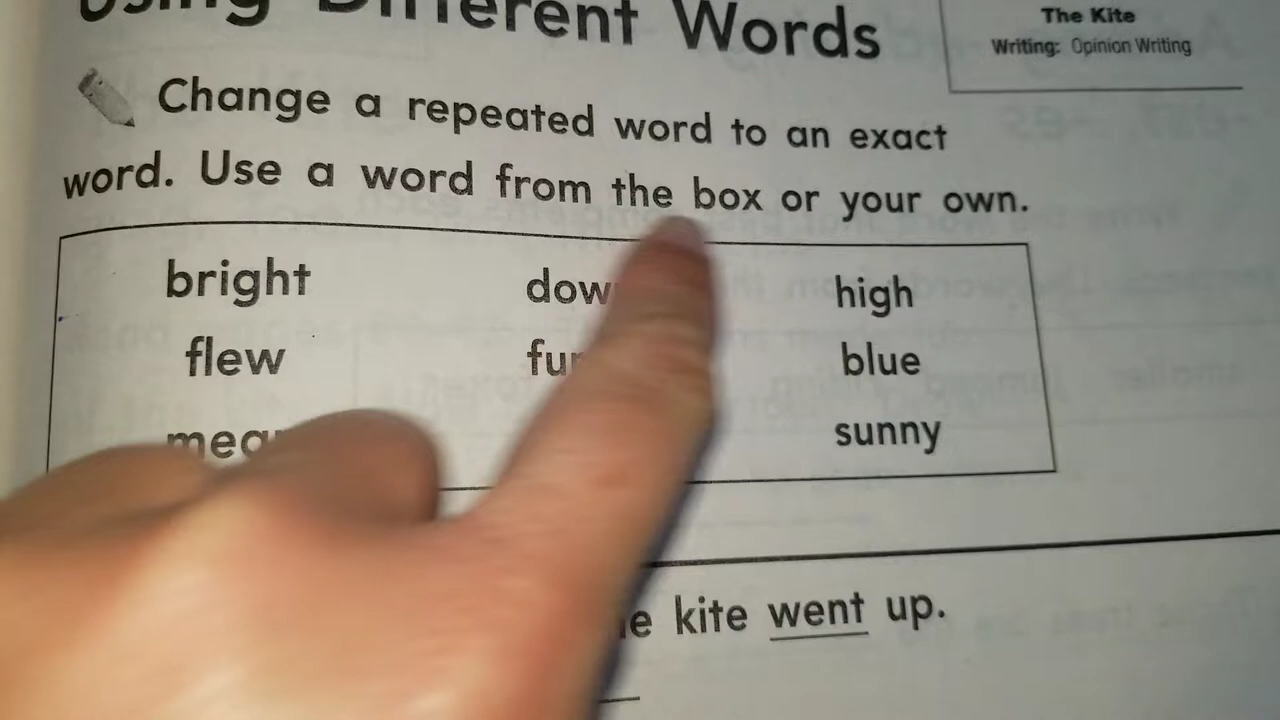 Using Different Words
The Kite
Writing: Opinion Writing
Change a repeated word to an exact
word. Use a word from the box or your own.
bright high
flew blue
sunny
kite went up.